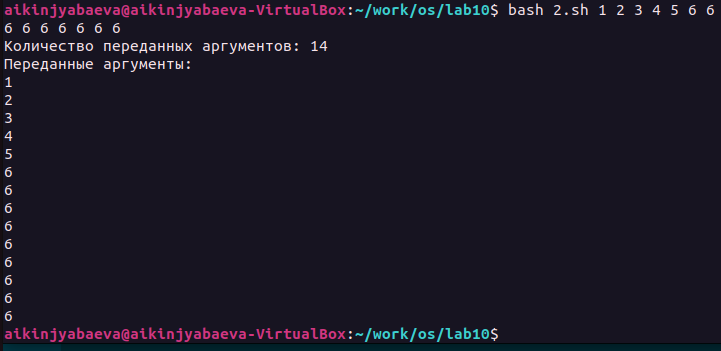 aikinjyabaeva@aikinjyabaeva-VirtualBox:~/work/os/lab10$ bash 2.sh 1 2 3 4 5 6 6
6 6 6 6 6 6 6
Количество переданных аргументов: 14
Переданные аргументы:
1
2
3
4
5
6
6
6
6
6
6
6
6
6
aikinjyabaeva@aikinjyabaeva-VirtualBox:~/work/os/lab10$